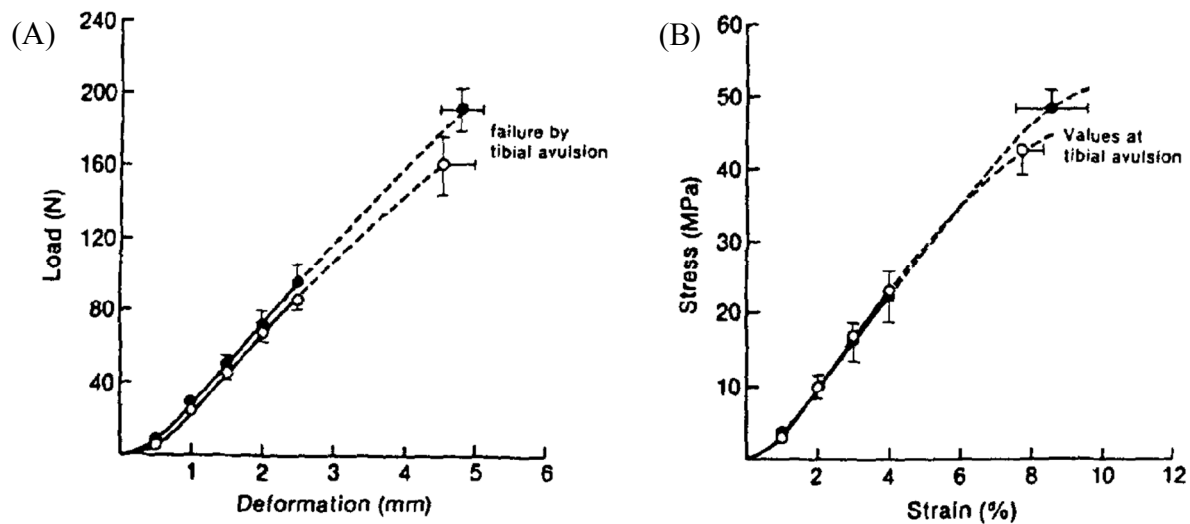 (A)
240
200
160
120
80
40
Load (N)
failure by
tibial avulsion
1 2 3 4 5 6
Deformation (mm)
(B)
60
50
40
30
20
10
Stress (MPa)
Values at
tibial avulsion
2 4 6 8 10 12
Strain (%)